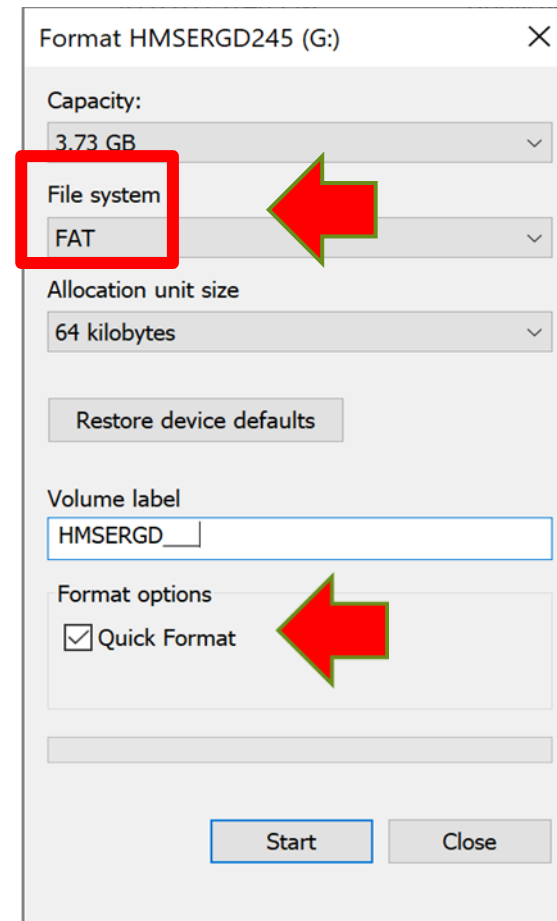 Format HMSERGD245 (G:)
Capacity:
3.73 GB
File system
FAT
Allocation unit size
64 kilobytes
Restore device defaults
Volume label
HMSERGD___
Format options
Quick Format
Start
Close